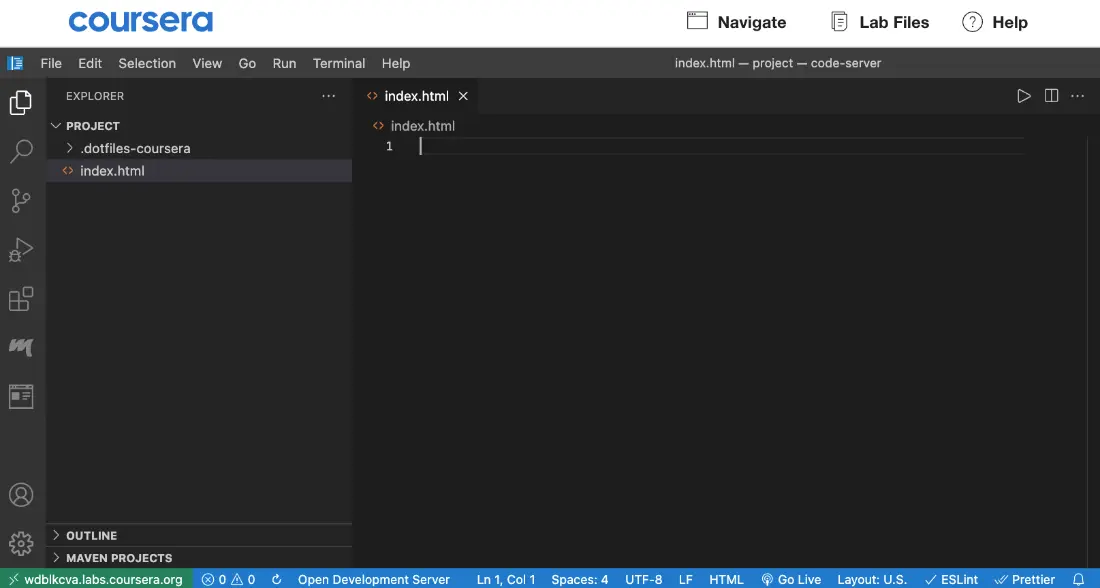 coursera
Navigate
Lab Files
Help
File Edit Selection View Go Run Terminal Help
index.html — project — code-server
EXPLORER
index.html
PROJECT
index.html
1
.dotfiles-coursera
index.html
OUTLINE
MAVEN PROJECTS
wdblkcva.labs.coursera.org 0 0 Open Development Server Ln 1, Col 1 Spaces: 4 UTF-8 LF HTML Go Live Layout: U.S. ESLint Prettier